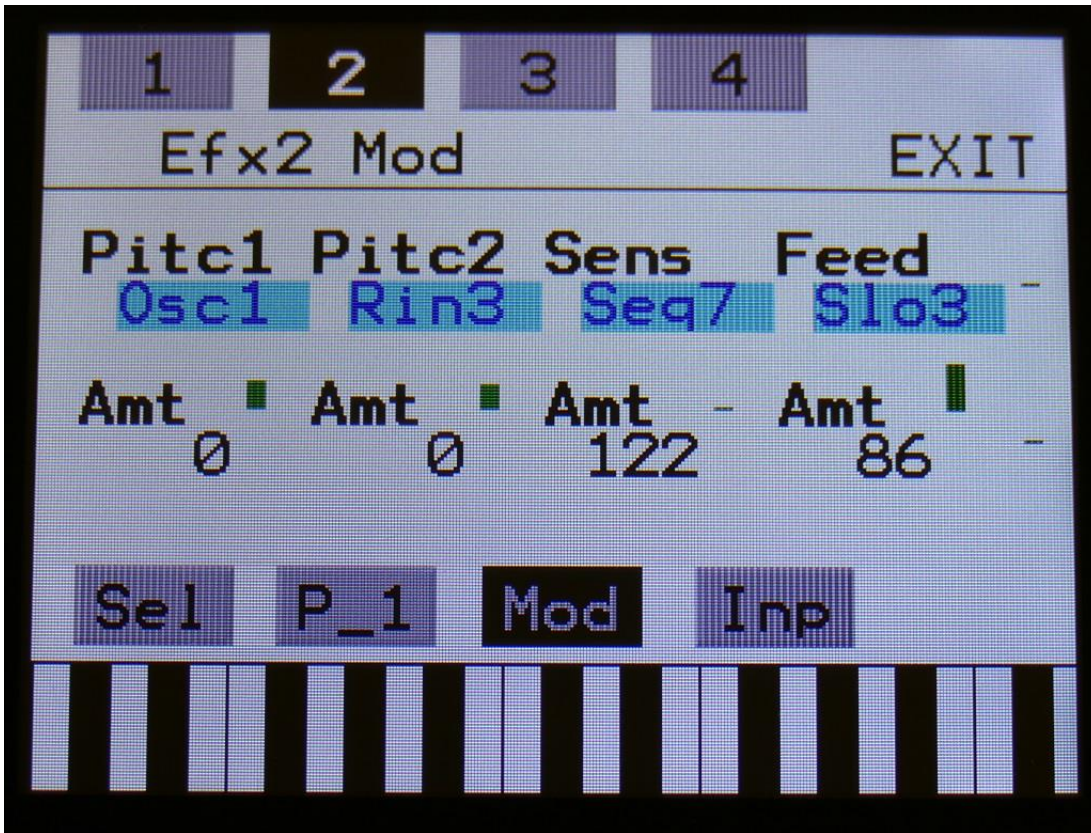 1 2 3 4
Efx2 Mod EXIT
Pitc1 Pitc2 Sens Feed
Osc1 Rin3 Seq7 Slo3
Amt Amt Amt Amt
0 0 122 86
Sel P_1 Mod Inp